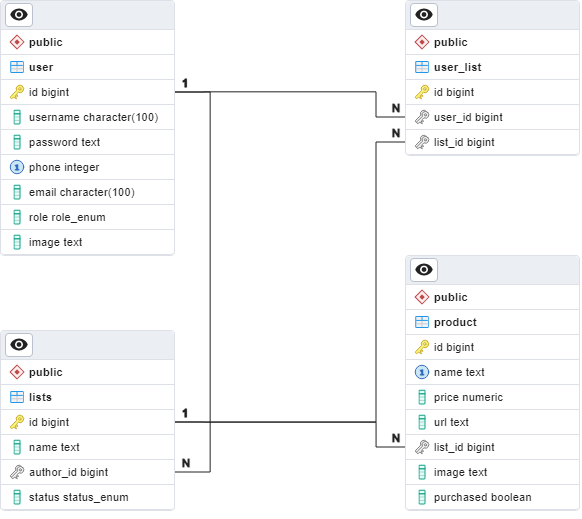 public
user
id bigint
username character(100)
password text
1 phone integer
email character(100)
role role_enum
image text
1
N
N
public
user_list
id bigint
user_id bigint
list_id bigint
public
lists
id bigint
name text
author_id bigint
status status_enum
1
N
N
public
product
id bigint
1 name text
price numeric
url text
list_id bigint
image text
purchased boolean